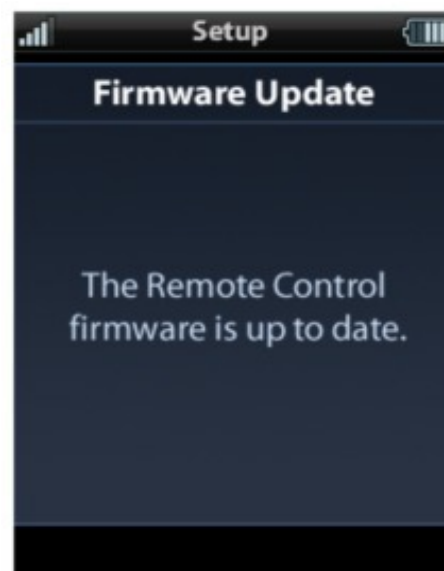 Setup
Firmware Update
The Remote Control
firmware is up to date.